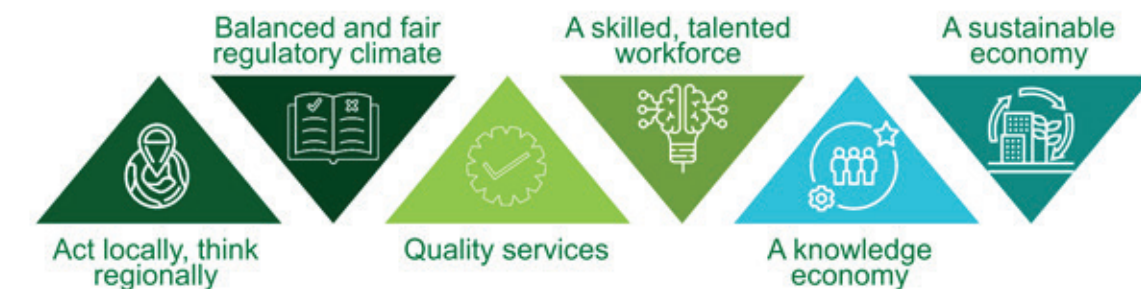 Balanced and fair
regulatory climate
A skilled, talented
workforce
A sustainable
economy
Act locally, think
regionally
Quality services
A knowledge
economy